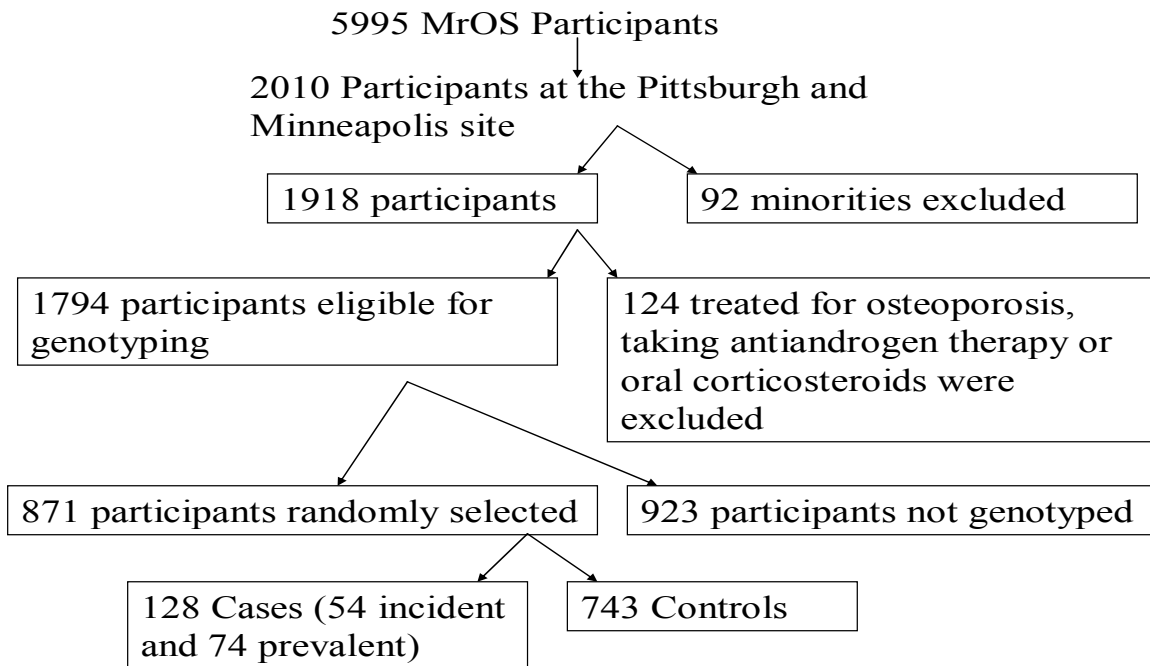 5995 MrOS Participants
2010 Participants at the Pittsburgh and
Minneapolis site
1918 participants
92 minorities excluded
1794 participants eligible for
genotyping
124 treated for osteoporosis,
taking antiandrogen therapy or
oral corticosteroids were
excluded
871 participants randomly selected
923 participants not genotyped
128 Cases (54 incident
and 74 prevalent)
743 Controls